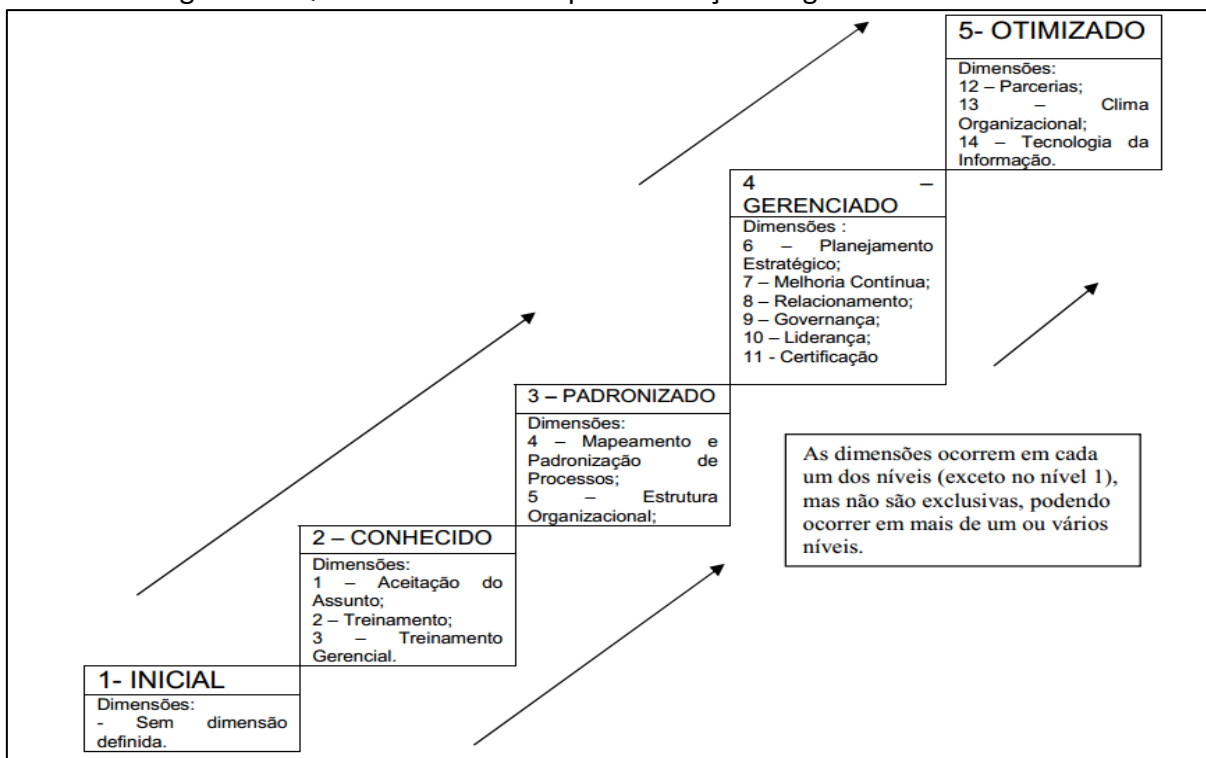 5- OTIMIZADO
Dimensões:
12 – Parcerias;
13 – Clima
Organizacional;
14 – Tecnologia da
Informação.
4 –
GERENCIADO
Dimensões :
6 – Planejamento
Estratégico;
7 – Melhoria Contínua;
8 – Relacionamento;
9 – Governança;
10 – Liderança;
11 - Certificação
3 – PADRONIZADO
Dimensões:
4 – Mapeamento e
Padronização de
Processos;
5 – Estrutura
Organizacional;
As dimensões ocorrem em cada
um dos níveis (exceto no nível 1),
mas não são exclusivas, podendo
ocorrer em mais de um ou vários
níveis.
2 – CONHECIDO
Dimensões:
1 – Aceitação do
Assunto;
2 – Treinamento;
3 – Treinamento
Gerencial.
1- INICIAL
Dimensões:
- Sem dimensão
definida.